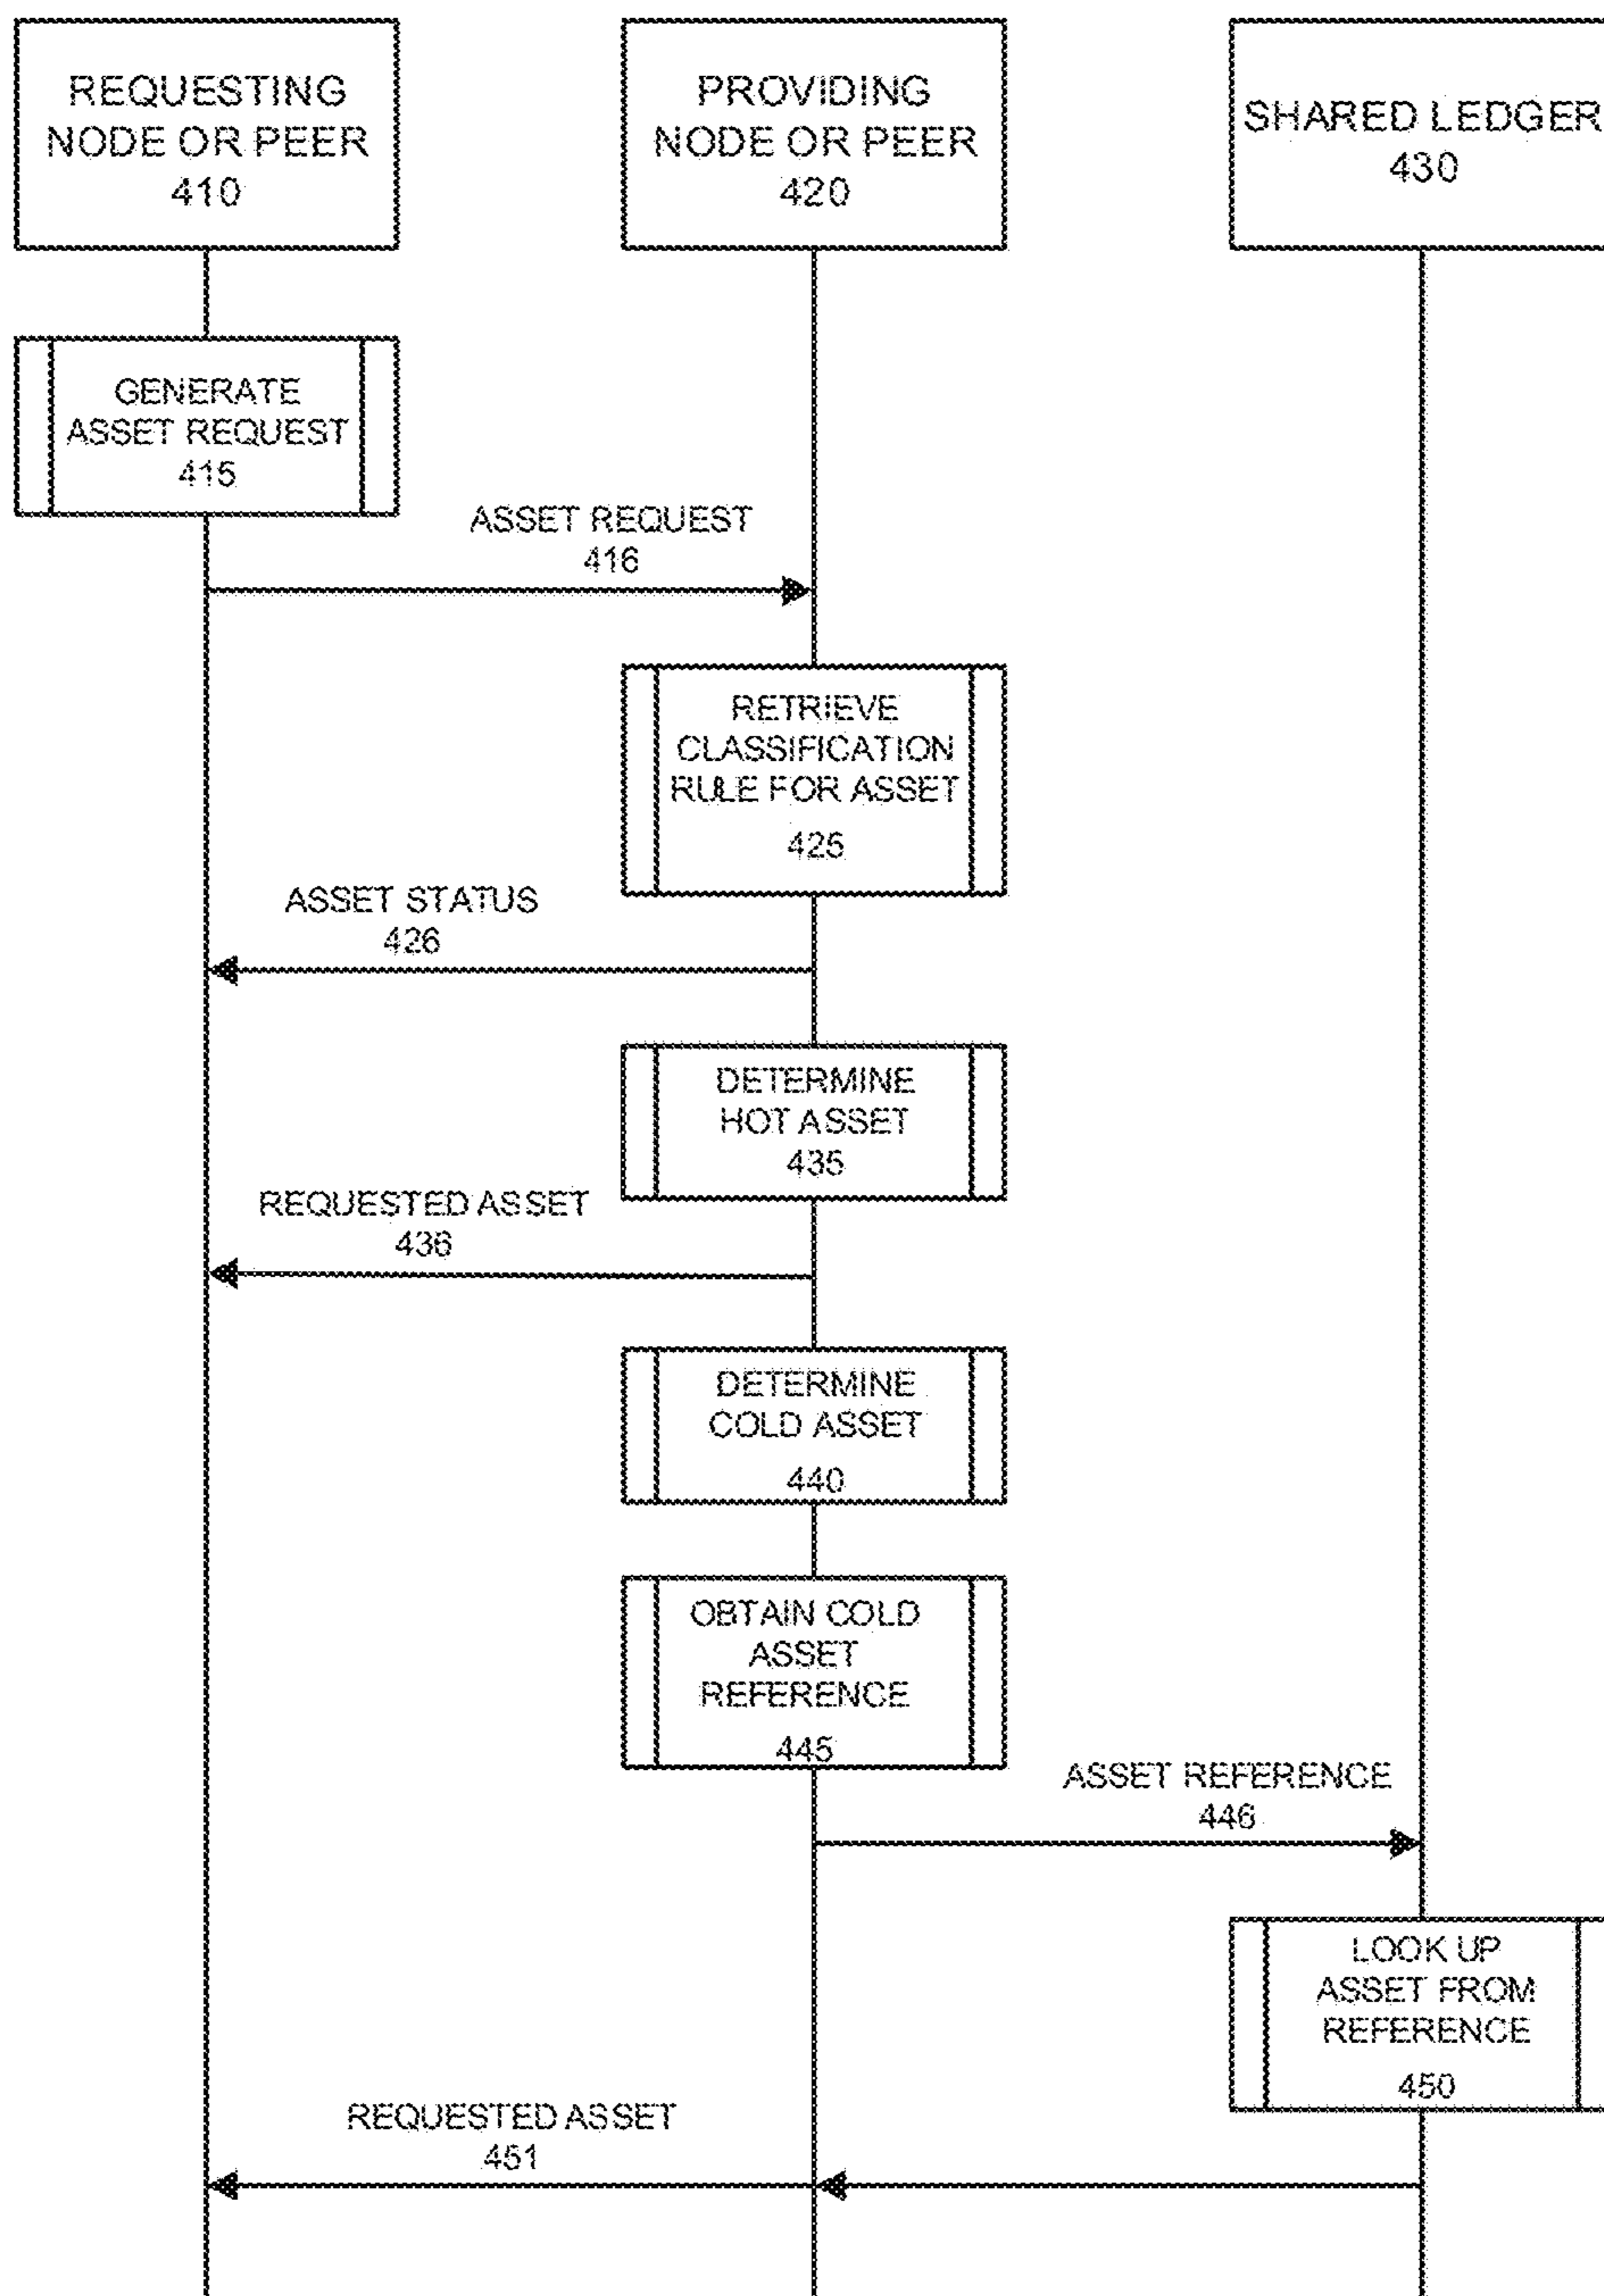 REQUESTING
NODE OR PEER
410
PROVIDING
NODE OR PEER
420
SHARED LEDGER
430
GENERATE
ASSET REQUEST
415
ASSET REQUEST
416
RETRIEVE
CLASSIFICATION
RULE FOR ASSET
425
ASSET STATUS
426
DETERMINE
HOT ASSET
435
REQUESTED ASSET
436
DETERMINE
COLD ASSET
440
OBTAIN COLD
ASSET
REFERENCE
445
ASSET REFERENCE
446
LOOK UP
ASSET FROM
REFERENCE
450
REQUESTED ASSET
451